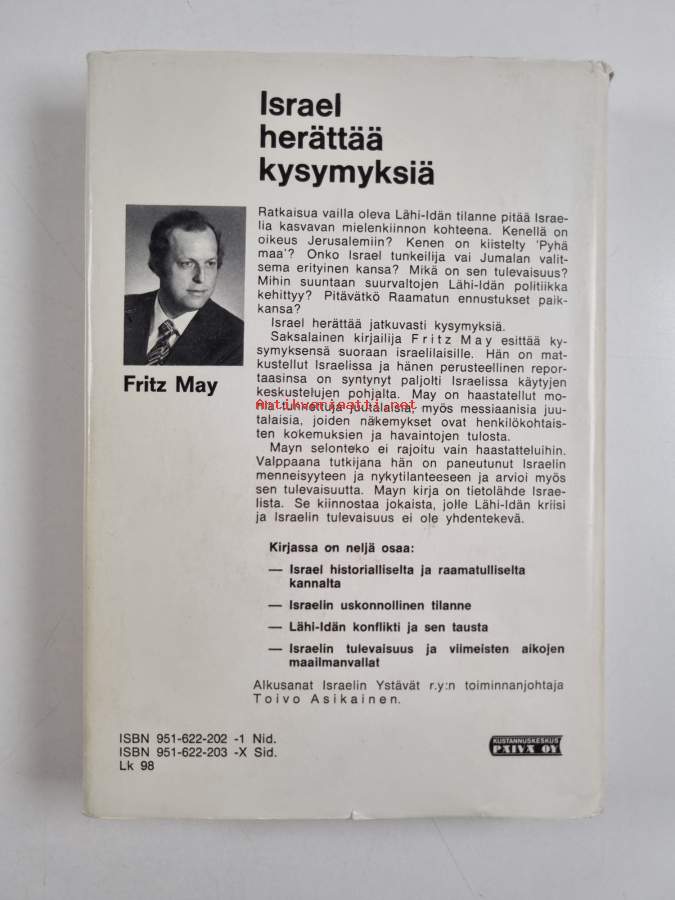 Israel
herättää
kysymyksiä
Ratkaisua vailla oleva Lähi-Idän tilanne pitää Israe-
lia kasvavan mielenkiinnon kohteena. Kenellä on
oikeus Jerusalemiin? Kenen on kiistelty 'Pyhä
maa'? Onko Israel tunkeilija vai Jumalan valit-
sema erityinen kansa? Mikä on sen tulevaisuus?
Mihin suuntaan suurvaltojen Lähi-Idän politiikka
kehittyy? Pitävätkö Raamatun ennustukset paik-
kansa?
Israel herättää jatkuvasti kysymyksiä.
Saksalainen kirjailija Fritz May esittää ky-
symyksensä suoraan israelilaisille. Hän on mat-
kustellut Israelissa ja hänen perusteellinen repor-
taasinsa on syntynyt paljolti Israelissa käytyjen
keskustelujen pohjalta. May on haastatellut mo-
nia tunnettuja juutalaisia, myös messiaanisia juu-
talaisia, joiden näkemykset ovat henkilökohtais-
ten kokemuksien ja havaintojen tulosta.
Mayn selonteko ei rajoitu vain haastatteluihin.
Valppaana tutkijana hän on paneutunut Israelin
menneisyyteen ja nykytilanteeseen ja arvioi myös
sen tulevaisuutta. Mayn kirja on tietolähde Israe-
lista. Se kiinnostaa jokaista, jolle Lähi-Idän kriisi
ja Israelin tulevaisuus ei ole yhdentekevä.
Fritz May
Antikvariaatti.net
Kirjassa on neljä osaa:
— Israel historialliselta ja raamatulliselta
kannalta
— Israelin uskonnollinen tilanne
— Lähi-Idän konflikti ja sen tausta
— Israelin tulevaisuus ja viimeisten aikojen
maailmanvallat
Alkusanat Israelin Ystävät r.y:n toiminnanjohtaja
Toivo Asikainen.
ISBN 951-622-202 -1 Nid.
ISBN 951-622-203 -X Sid.
Lk 98
KUSTANNUSKESKUS
PÄIVÄ OY